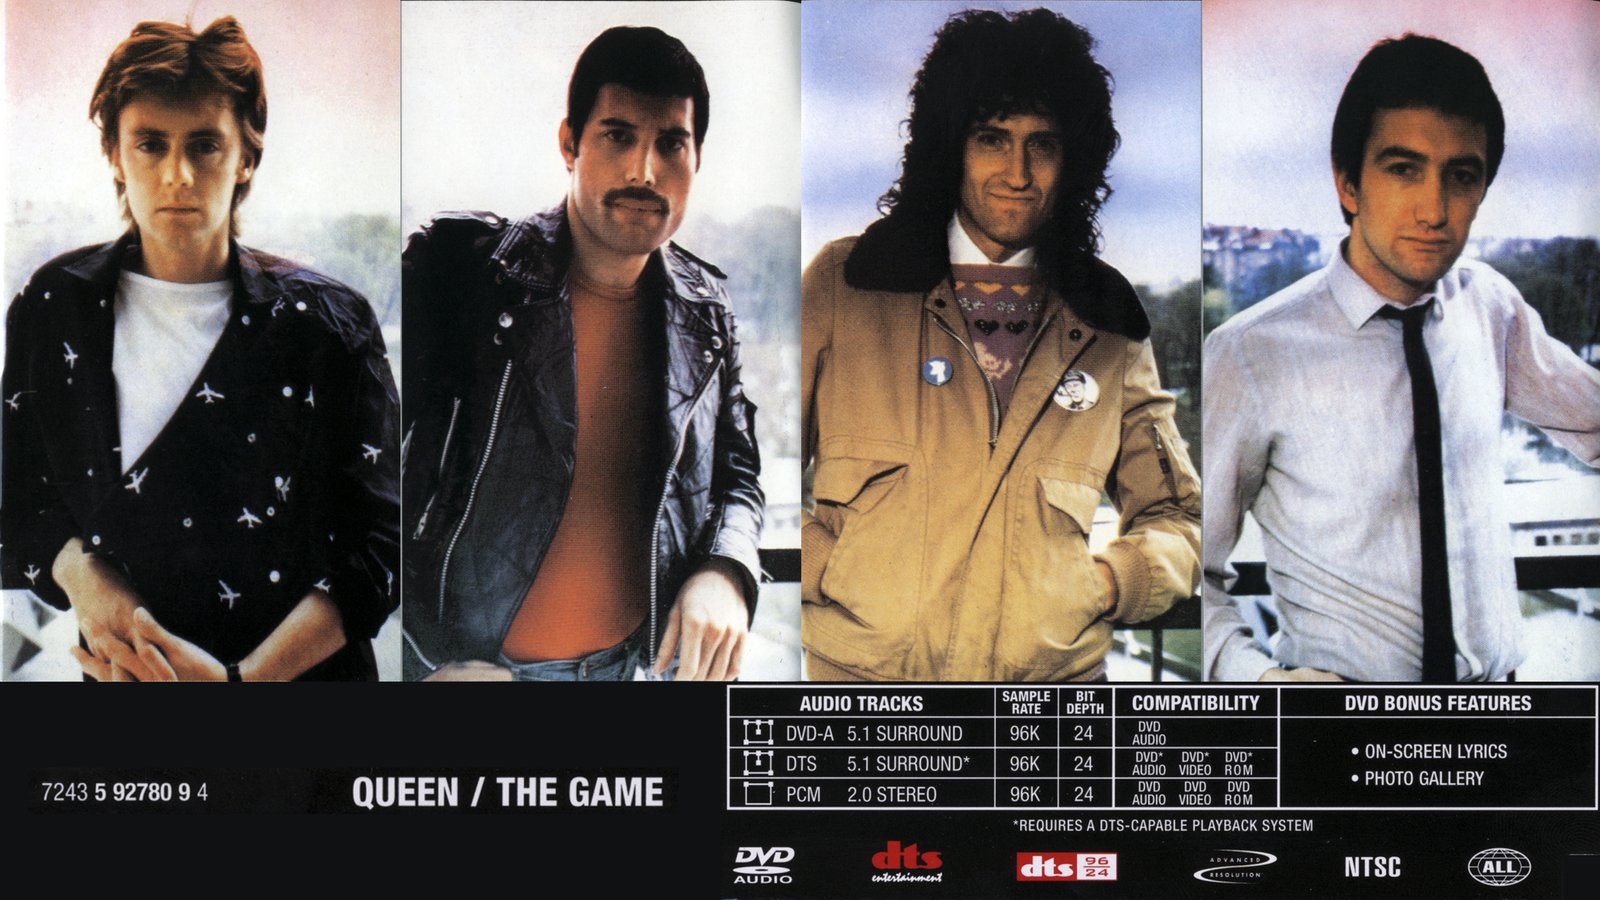 7243 5 92780 9 4
QUEEN / THE GAME
AUDIO TRACKS SAMPLE RATE BIT DEPTH COMPATIBILITY DVD BONUS FEATURES
DVD-A 5.1 SURROUND 96K 24 DVD AUDIO
DTS 5.1 SURROUND* 96K 24 DVD* AUDIO DVD* VIDEO DVD* ROM
PCM 2.0 STEREO 96K 24 DVD AUDIO DVD VIDEO DVD ROM
• ON-SCREEN LYRICS
• PHOTO GALLERY
*REQUIRES A DTS-CAPABLE PLAYBACK SYSTEM
DVD AUDIO
dts entertainment
dts 96 24
ADVANCED RESOLUTION
NTSC
ALL